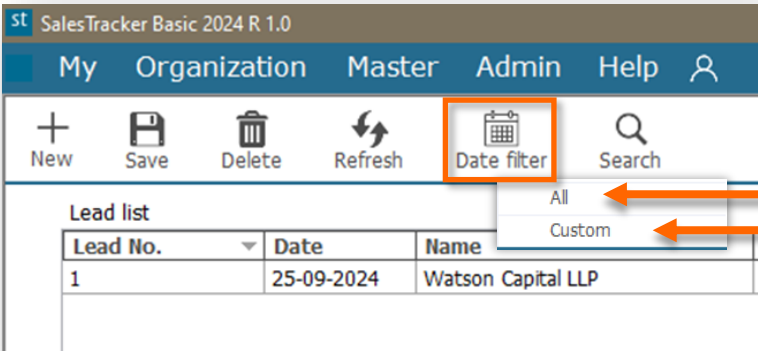 st SalesTracker Basic 2024 R 1.0
My Organization Master Admin Help
New Save Delete Refresh Date filter Search
All
Lead list
Custom
Lead No. Date Name
1 25-09-2024 Watson Capital LLP